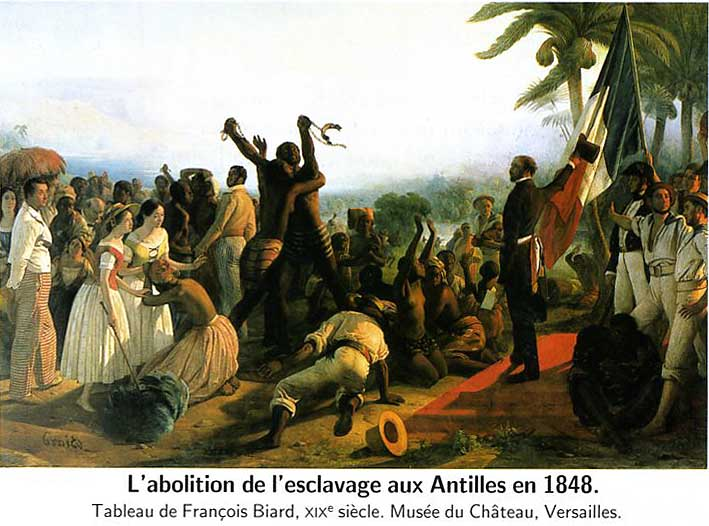 L'abolition de l'esclavage aux Antilles en 1848.
Tableau de François Biard, XIXᵉ siècle. Musée du Château, Versailles.